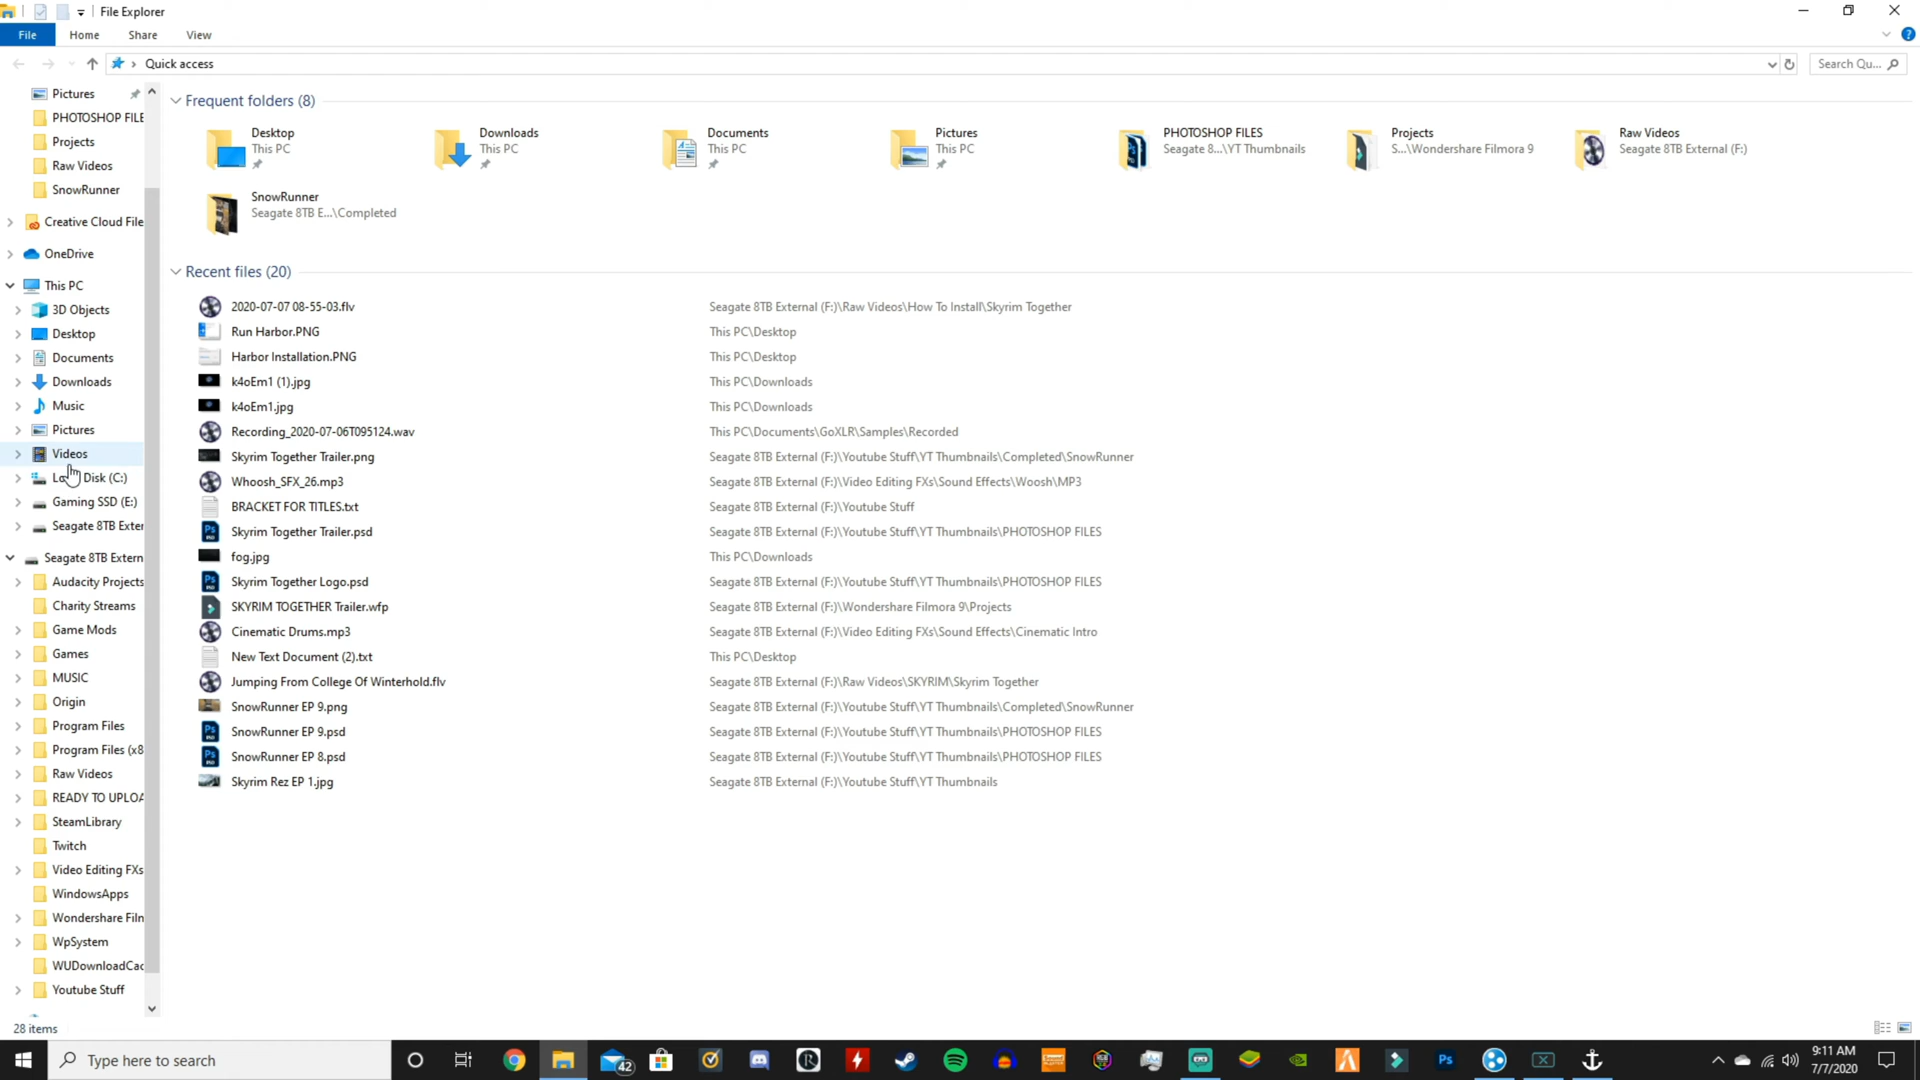 File Explorer
File Home Share View
Quick access
Search Qu...
Pictures
PHOTOSHOP FILE
Projects
Raw Videos
SnowRunner
Creative Cloud File
OneDrive
This PC
3D Objects
Desktop
Documents
Downloads
Music
Pictures
Videos
Disk (C:)
Gaming SSD (E:)
Seagate 8TB Exter
Seagate 8TB Extern
Audacity Projects
Charity Streams
Game Mods
Games
MUSIC
Origin
Program Files
Program Files (x8
Raw Videos
READY TO UPLOA
SteamLibrary
Twitch
Video Editing FXs
WindowsApps
Wondershare Film
WpSystem
WUDownloadCac
Youtube Stuff
Frequent folders (8)
Desktop
This PC
Downloads
This PC
Documents
This PC
Pictures
This PC
PHOTOSHOP FILES
Seagate 8...\YT Thumbnails
Projects
S...\Wondershare Filmora 9
Raw Videos
Seagate 8TB External (F:)
SnowRunner
Seagate 8TB E...\Completed
Recent files (20)
2020-07-07 08-55-03.flv Seagate 8TB External (F:)\Raw Videos\How To Install\Skyrim Together
Run Harbor.PNG This PC\Desktop
Harbor Installation.PNG This PC\Desktop
k4oEm1 (1).jpg This PC\Downloads
k4oEm1.jpg This PC\Downloads
Recording_2020-07-06T095124.wav This PC\Documents\GoXLR\Samples\Recorded
Skyrim Together Trailer.png Seagate 8TB External (F:)\Youtube Stuff\YT Thumbnails\Completed\SnowRunner
Whoosh_SFX_26.mp3 Seagate 8TB External (F:)\Video Editing FXs\Sound Effects\Woosh\MP3
BRACKET FOR TITLES.txt Seagate 8TB External (F:)\Youtube Stuff
Skyrim Together Trailer.psd Seagate 8TB External (F:)\Youtube Stuff\YT Thumbnails\PHOTOSHOP FILES
fog.jpg This PC\Downloads
Skyrim Together Logo.psd Seagate 8TB External (F:)\Youtube Stuff\YT Thumbnails\PHOTOSHOP FILES
SKYRIM TOGETHER Trailer.wfp Seagate 8TB External (F:)\Wondershare Filmora 9\Projects
Cinematic Drums.mp3 Seagate 8TB External (F:)\Video Editing FXs\Sound Effects\Cinematic Intro
New Text Document (2).txt This PC\Desktop
Jumping From College Of Winterhold.flv Seagate 8TB External (F:)\Raw Videos\SKYRIM\Skyrim Together
SnowRunner EP 9.png Seagate 8TB External (F:)\Youtube Stuff\YT Thumbnails\Completed\SnowRunner
SnowRunner EP 9.psd Seagate 8TB External (F:)\Youtube Stuff\YT Thumbnails\PHOTOSHOP FILES
SnowRunner EP 8.psd Seagate 8TB External (F:)\Youtube Stuff\YT Thumbnails\PHOTOSHOP FILES
Skyrim Rez EP 1.jpg Seagate 8TB External (F:)\Youtube Stuff\YT Thumbnails
28 items
Type here to search
42
Ps
9:11 AM
7/7/2020